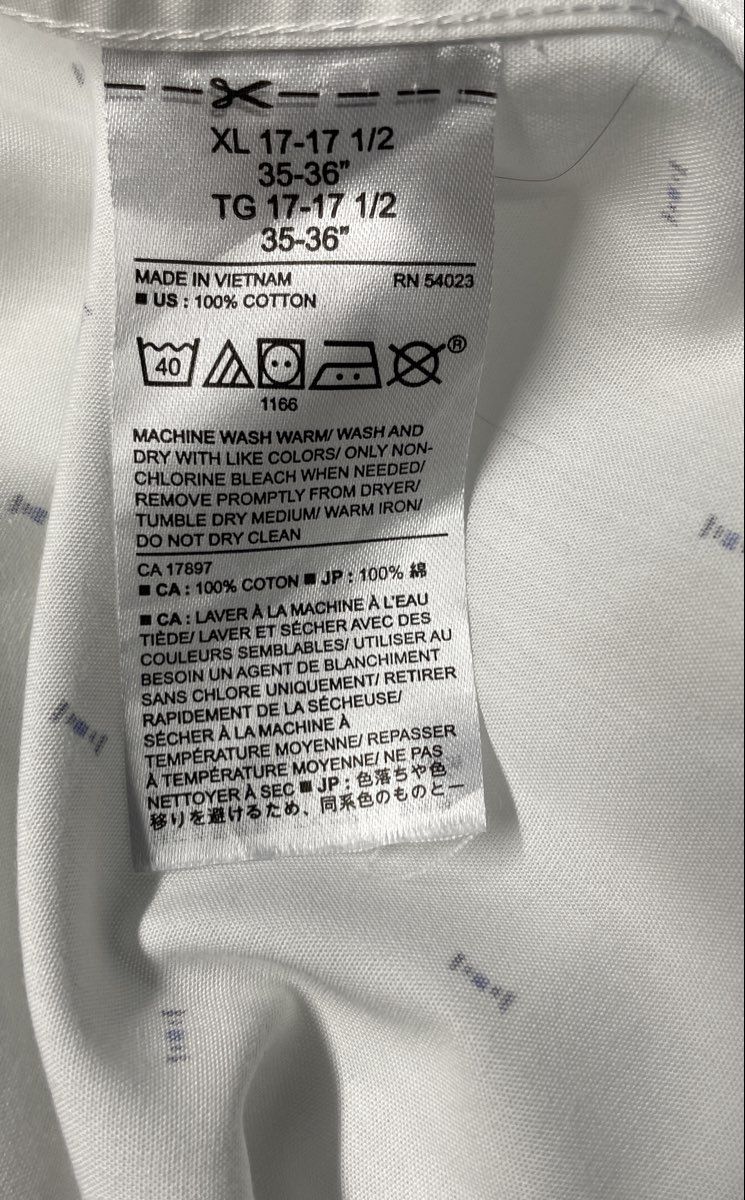 XL 17-17 1/2
35-36"
TG 17-17 1/2
35-36"
MADE IN VIETNAM RN 54023
■ US : 100% COTTON
40
®
1166
MACHINE WASH WARM/ WASH AND
DRY WITH LIKE COLORS/ ONLY NON-
CHLORINE BLEACH WHEN NEEDED/
REMOVE PROMPTLY FROM DRYER/
TUMBLE DRY MEDIUM/ WARM IRON/
DO NOT DRY CLEAN
CA 17897
■ CA : 100% COTON ■ JP : 100% 綿
■ CA : LAVER À LA MACHINE À L'EAU
TIÈDE/ LAVER ET SÉCHER AVEC DES
COULEURS SEMBLABLES/ UTILISER AU
BESOIN UN AGENT DE BLANCHIMENT
SANS CHLORE UNIQUEMENT/ RETIRER
RAPIDEMENT DE LA SÉCHEUSE/
SÉCHER À LA MACHINE À
TEMPÉRATURE MOYENNE/ REPASSER
À TEMPÉRATURE MOYENNE/ NE PAS
NETTOYER À SEC ■ JP : 色落ちや色
移りを避けるため、同系色のものと一